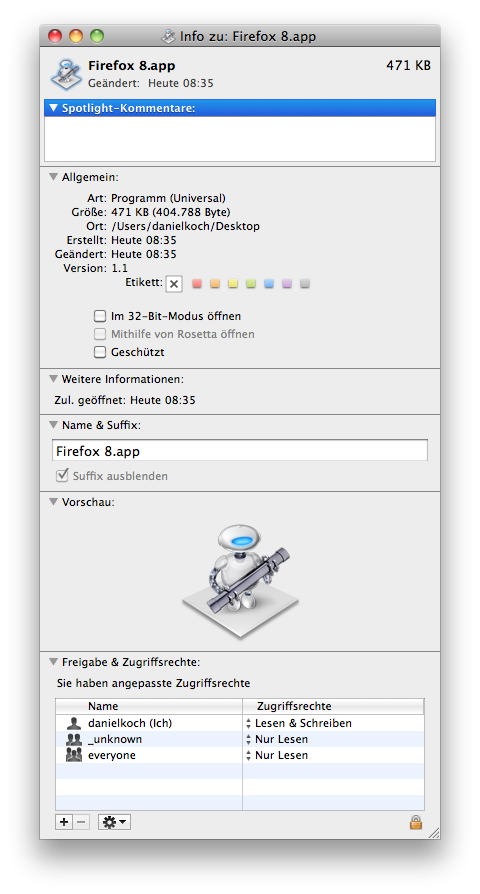 Info zu: Firefox 8.app
Firefox 8.app 471 KB
Geändert: Heute 08:35
Spotlight-Kommentare:
Allgemein:
Art: Programm (Universal)
Größe: 471 KB (404.788 Byte)
Ort: /Users/danielkoch/Desktop
Erstellt: Heute 08:35
Geändert: Heute 08:35
Version: 1.1
Etikett:
Im 32-Bit-Modus öffnen
Mithilfe von Rosetta öffnen
Geschützt
Weitere Informationen:
Zul. geöffnet: Heute 08:35
Name & Suffix:
Firefox 8.app
Suffix ausblenden
Vorschau:
Freigabe & Zugriffsrechte:
Sie haben angepasste Zugriffsrechte
Name Zugriffsrechte
danielkoch (Ich) Lesen & Schreiben
_unknown Nur Lesen
everyone Nur Lesen